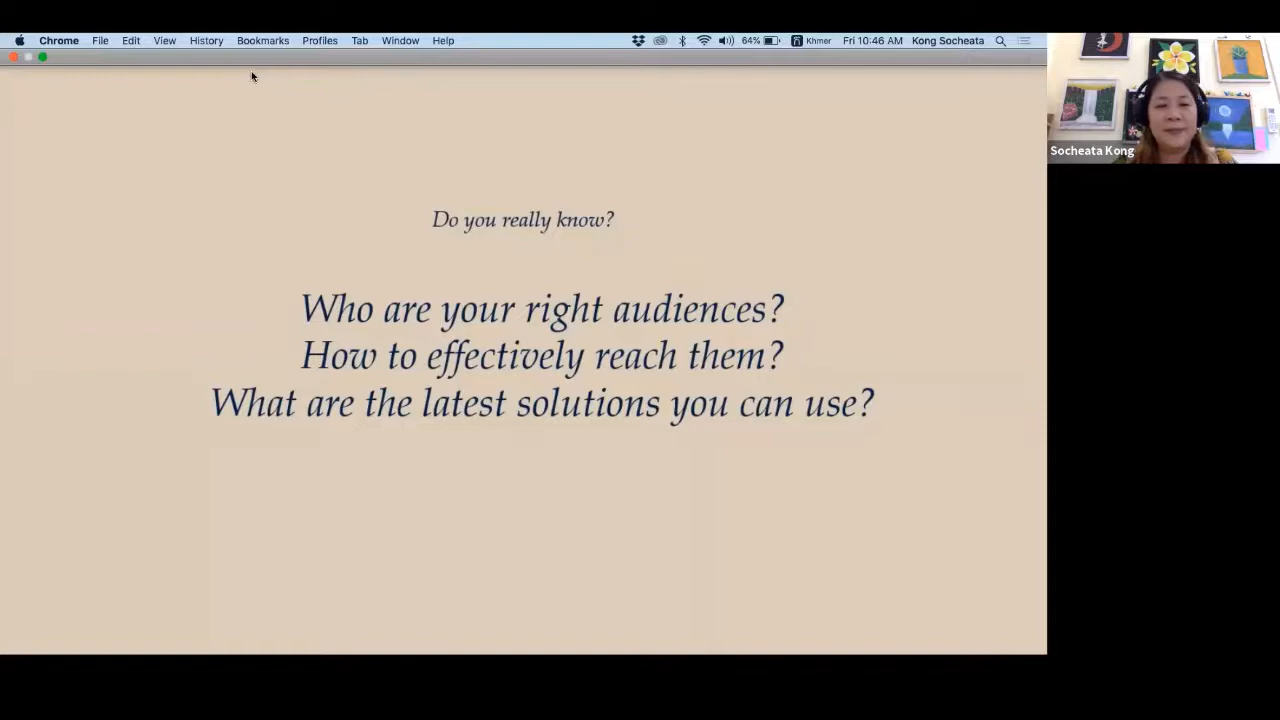 Chrome File Edit View History Bookmarks Profiles Tab Window Help 64% Khmer Fri 10:46 AM Kong Socheata
Socheata Kong
Do you really know?
Who are your right audiences?
How to effectively reach them?
What are the latest solutions you can use?